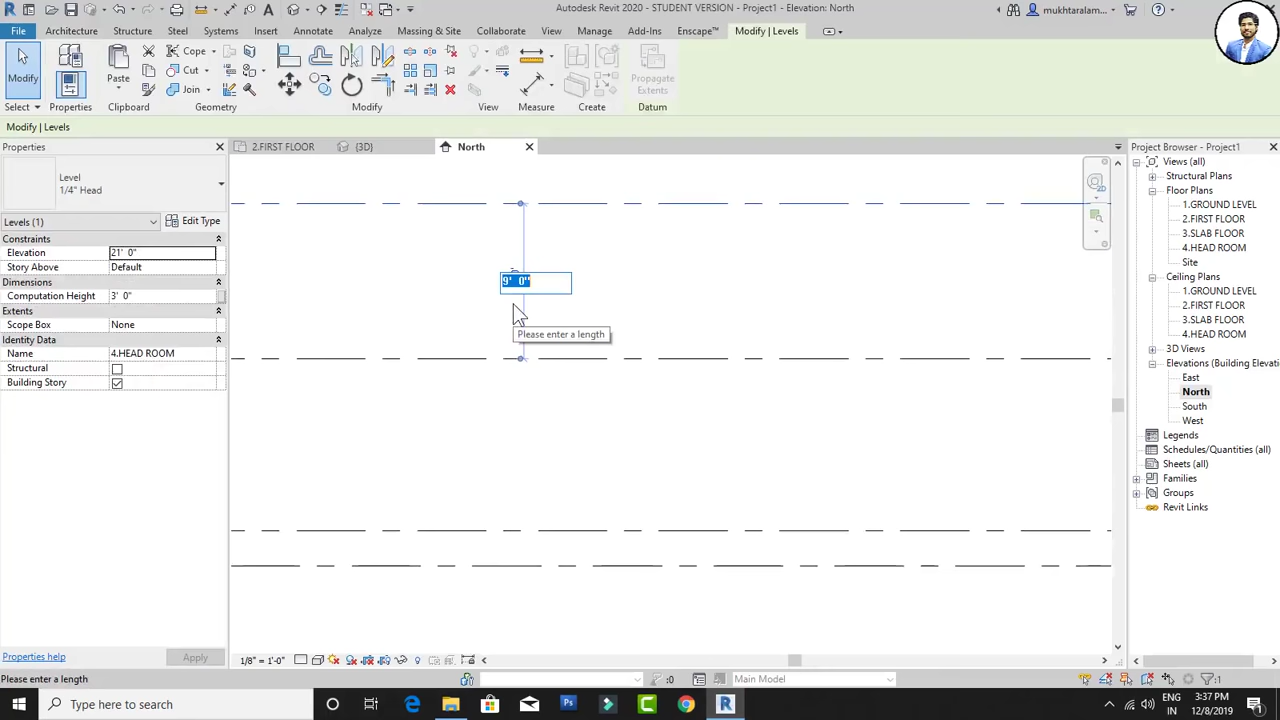 Autodesk Revit 2020 - STUDENT VERSION - Project1 - Elevation: North
mukhtaralam...
File Architecture Structure Steel Systems Insert Annotate Analyze Massing & Site Collaborate View Manage Add-Ins Enscape™ Modify | Levels
Modify
Properties
Paste
Cope
Cut
Join
Propagate
Extents
Select Properties Clipboard Geometry Modify View Measure Create Datum
Modify | Levels
Properties
Level
1/4" Head
Levels (1)
Edit Type
Constraints
Elevation 21' 0"
Story Above Default
Dimensions
Computation Height 3' 0"
Extents
Scope Box None
Identity Data
Name 4.HEAD ROOM
Structural
Building Story
Properties help
Apply
2.FIRST FLOOR
{3D}
North
9' 0"
Please enter a length
2D
Project Browser - Project1
Views (all)
Structural Plans
Floor Plans
1.GROUND LEVEL
2.FIRST FLOOR
3.SLAB FLOOR
4.HEAD ROOM
Site
Ceiling Plans
1.GROUND LEVEL
2.FIRST FLOOR
3.SLAB FLOOR
4.HEAD ROOM
3D Views
Elevations (Building Elevation
East
North
South
West
Legends
Schedules/Quantities (all)
Sheets (all)
Families
Groups
Revit Links
1/8" = 1'-0"
Please enter a length
:0
Main Model
:1
Type here to search
ENG
IN
3:37 PM
12/8/2019